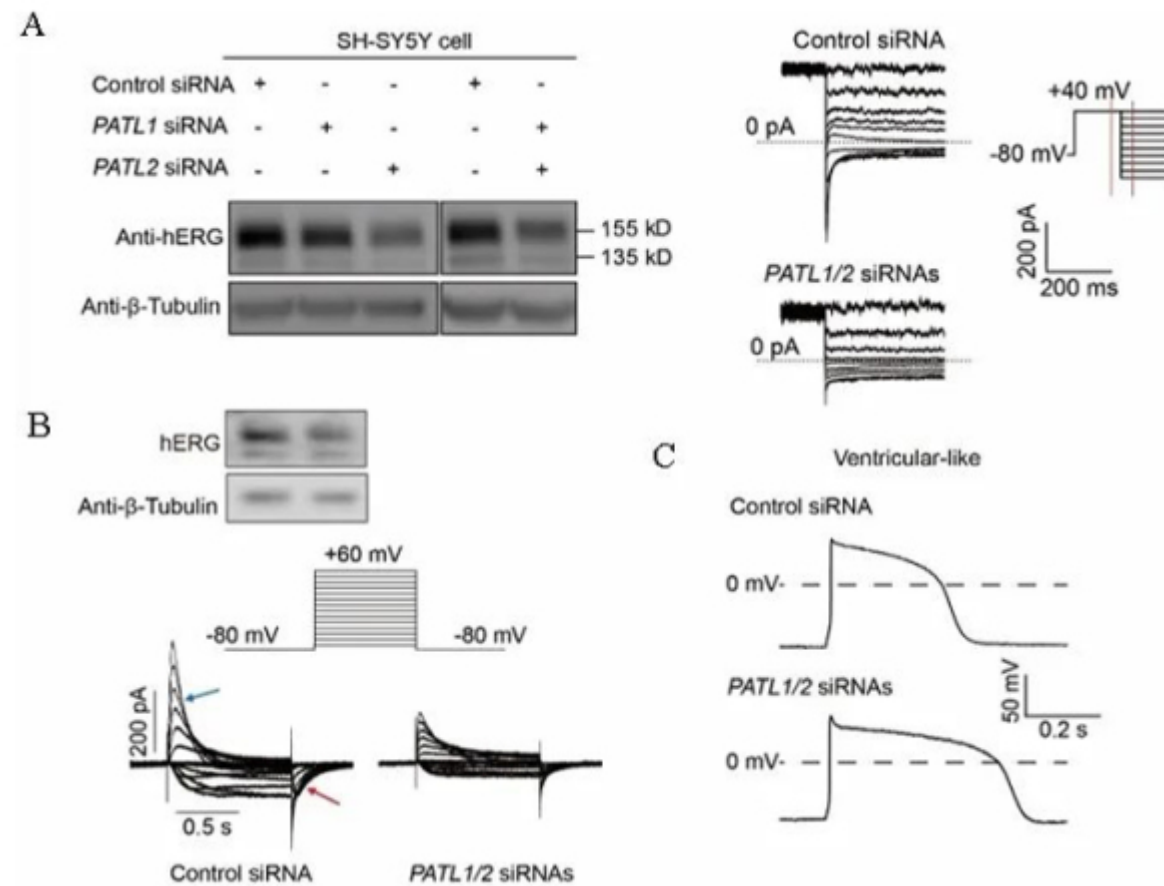 A
SH-SY5Y cell
Control siRNA + - - + -
PATL1 siRNA - + - - +
PATL2 siRNA - - + - +
Anti-hERG
155 kD
135 kD
Anti-β-Tubulin
Control siRNA
0 pA
+40 mV
-80 mV
200 pA
200 ms
PATL1/2 siRNAs
0 pA
B
hERG
Anti-β-Tubulin
+60 mV
-80 mV
-80 mV
200 pA
0.5 s
Control siRNA
PATL1/2 siRNAs
C
Ventricular-like
Control siRNA
0 mV-
PATL1/2 siRNAs
50 mV
0.2 s
0 mV-